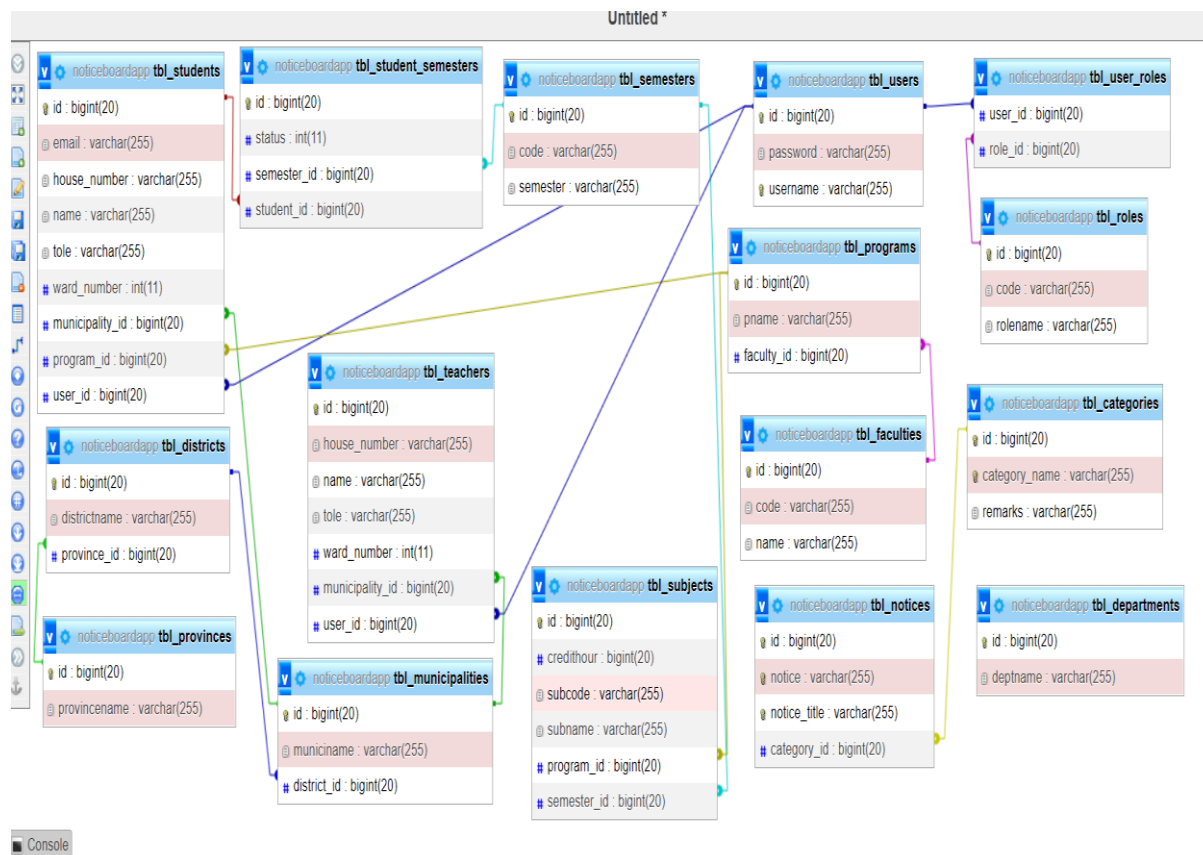 Untitled *
noticeboardapp tbl_students
id : bigint(20)
email : varchar(255)
house_number : varchar(255)
name : varchar(255)
tole : varchar(255)
ward_number : int(11)
municipality_id : bigint(20)
program_id : bigint(20)
user_id : bigint(20)
noticeboardapp tbl_student_semesters
id : bigint(20)
status : int(11)
semester_id : bigint(20)
student_id : bigint(20)
noticeboardapp tbl_semesters
id : bigint(20)
code : varchar(255)
semester : varchar(255)
noticeboardapp tbl_users
id : bigint(20)
password : varchar(255)
username : varchar(255)
noticeboardapp tbl_user_roles
user_id : bigint(20)
role_id : bigint(20)
noticeboardapp tbl_roles
id : bigint(20)
code : varchar(255)
rolename : varchar(255)
noticeboardapp tbl_programs
id : bigint(20)
pname : varchar(255)
faculty_id : bigint(20)
noticeboardapp tbl_teachers
id : bigint(20)
house_number : varchar(255)
name : varchar(255)
tole : varchar(255)
ward_number : int(11)
municipality_id : bigint(20)
user_id : bigint(20)
noticeboardapp tbl_categories
id : bigint(20)
category_name : varchar(255)
remarks : varchar(255)
noticeboardapp tbl_faculties
id : bigint(20)
code : varchar(255)
name : varchar(255)
noticeboardapp tbl_districts
id : bigint(20)
districtname : varchar(255)
province_id : bigint(20)
noticeboardapp tbl_subjects
id : bigint(20)
credithour : bigint(20)
subcode : varchar(255)
subname : varchar(255)
program_id : bigint(20)
semester_id : bigint(20)
noticeboardapp tbl_notices
id : bigint(20)
notice : varchar(255)
notice_title : varchar(255)
category_id : bigint(20)
noticeboardapp tbl_departments
id : bigint(20)
deptname : varchar(255)
noticeboardapp tbl_provinces
id : bigint(20)
provincename : varchar(255)
noticeboardapp tbl_municipalities
id : bigint(20)
municiname : varchar(255)
district_id : bigint(20)
Console